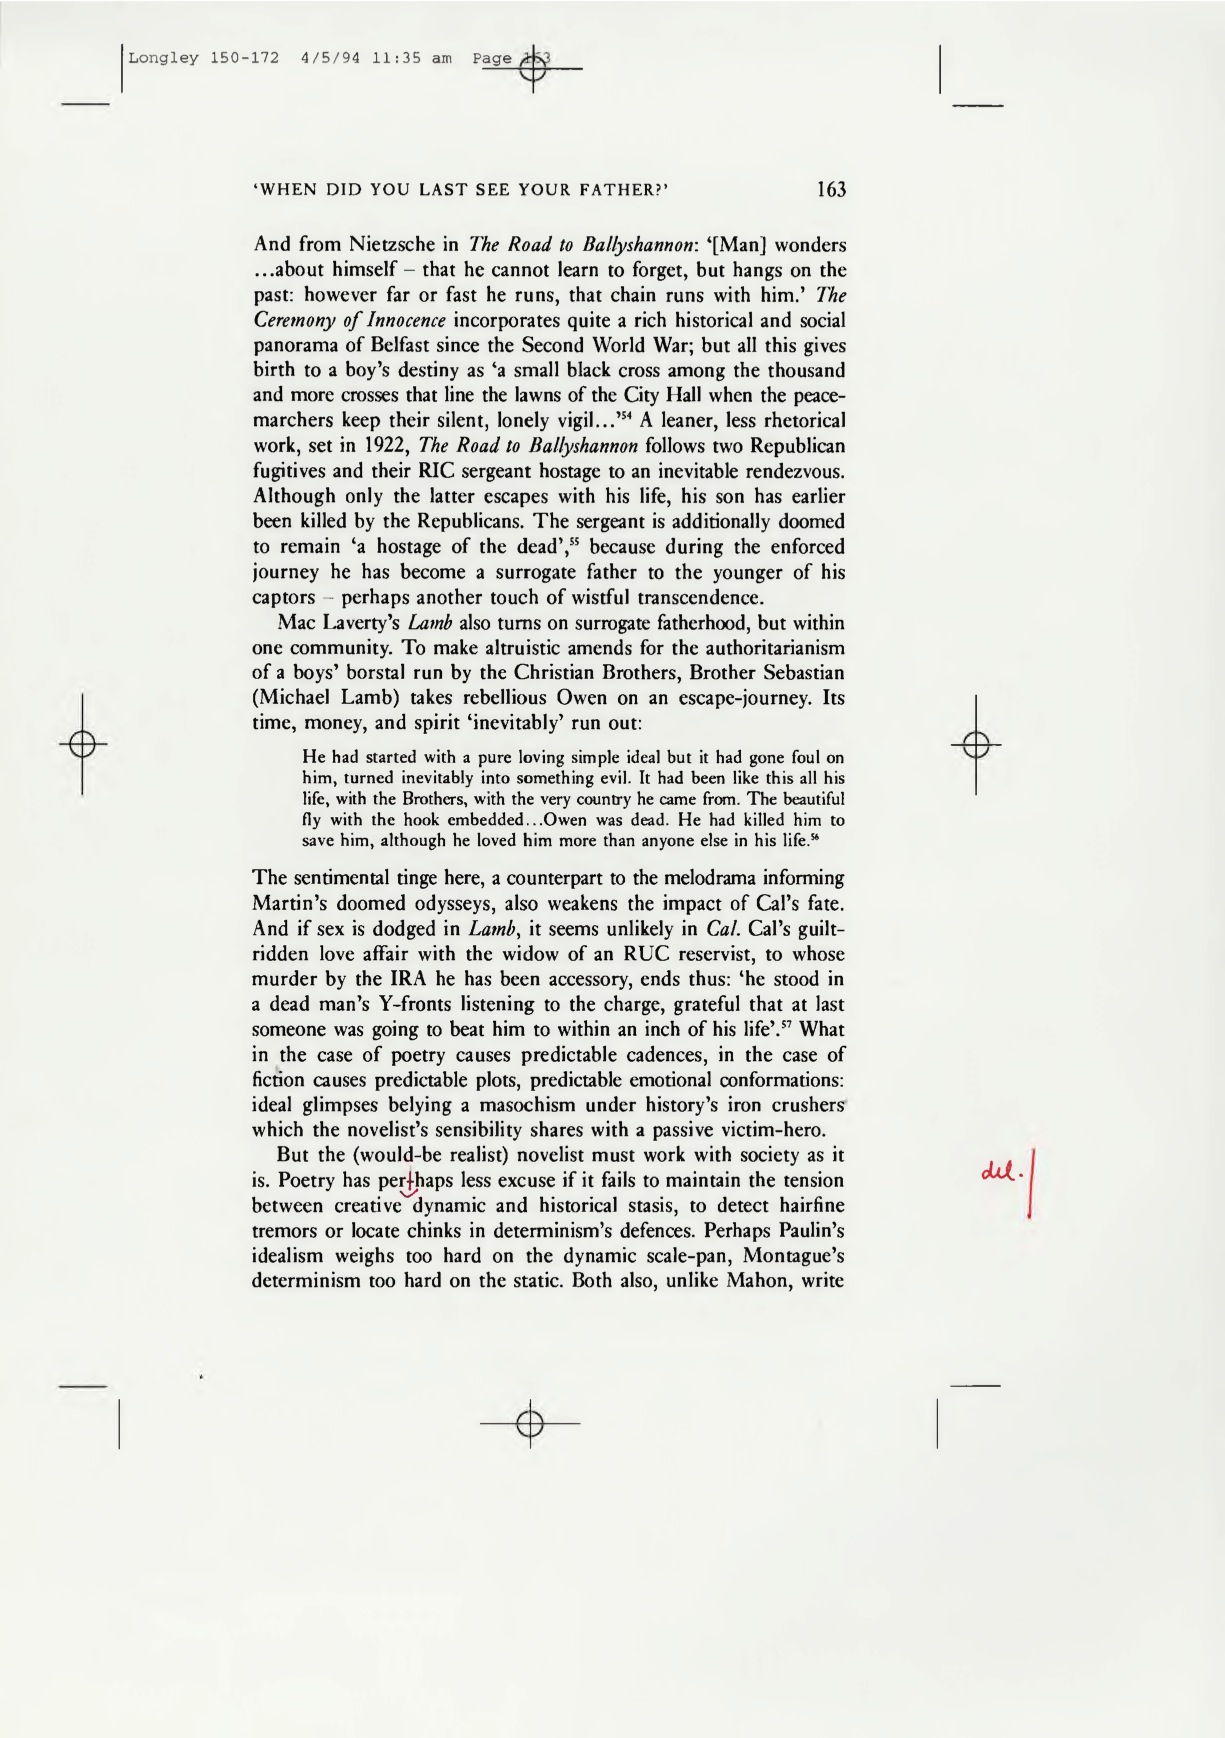 Longley 150-172 4/5/94 11:35 am Page 163
‘WHEN DID YOU LAST SEE YOUR FATHER?’ 163
And from Nietzsche in The Road to Ballyshannon: ‘[Man] wonders
…about himself – that he cannot learn to forget, but hangs on the
past: however far or fast he runs, that chain runs with him.’ The
Ceremony of Innocence incorporates quite a rich historical and social
panorama of Belfast since the Second World War; but all this gives
birth to a boy’s destiny as ‘a small black cross among the thousand
and more crosses that line the lawns of the City Hall when the peace-
marchers keep their silent, lonely vigil…’⁵⁴ A leaner, less rhetorical
work, set in 1922, The Road to Ballyshannon follows two Republican
fugitives and their RIC sergeant hostage to an inevitable rendezvous.
Although only the latter escapes with his life, his son has earlier
been killed by the Republicans. The sergeant is additionally doomed
to remain ‘a hostage of the dead’,⁵⁵ because during the enforced
journey he has become a surrogate father to the younger of his
captors – perhaps another touch of wistful transcendence.
Mac Laverty’s Lamb also turns on surrogate fatherhood, but within
one community. To make altruistic amends for the authoritarianism
of a boys’ borstal run by the Christian Brothers, Brother Sebastian
(Michael Lamb) takes rebellious Owen on an escape-journey. Its
time, money, and spirit ‘inevitably’ run out:
He had started with a pure loving simple ideal but it had gone foul on
him, turned inevitably into something evil. It had been like this all his
life, with the Brothers, with the very country he came from. The beautiful
fly with the hook embedded…Owen was dead. He had killed him to
save him, although he loved him more than anyone else in his life.⁵⁶
The sentimental tinge here, a counterpart to the melodrama informing
Martin’s doomed odysseys, also weakens the impact of Cal’s fate.
And if sex is dodged in Lamb, it seems unlikely in Cal. Cal’s guilt-
ridden love affair with the widow of an RUC reservist, to whose
murder by the IRA he has been accessory, ends thus: ‘he stood in
a dead man’s Y-fronts listening to the charge, grateful that at last
someone was going to beat him to within an inch of his life’.⁵⁷ What
in the case of poetry causes predictable cadences, in the case of
fiction causes predictable plots, predictable emotional conformations:
ideal glimpses belying a masochism under history’s iron crushers
which the novelist’s sensibility shares with a passive victim-hero.
But the (would-be realist) novelist must work with society as it
is. Poetry has per-haps less excuse if it fails to maintain the tension
del.
between creative dynamic and historical stasis, to detect hairfine
tremors or locate chinks in determinism’s defences. Perhaps Paulin’s
idealism weighs too hard on the dynamic scale-pan, Montague’s
determinism too hard on the static. Both also, unlike Mahon, write